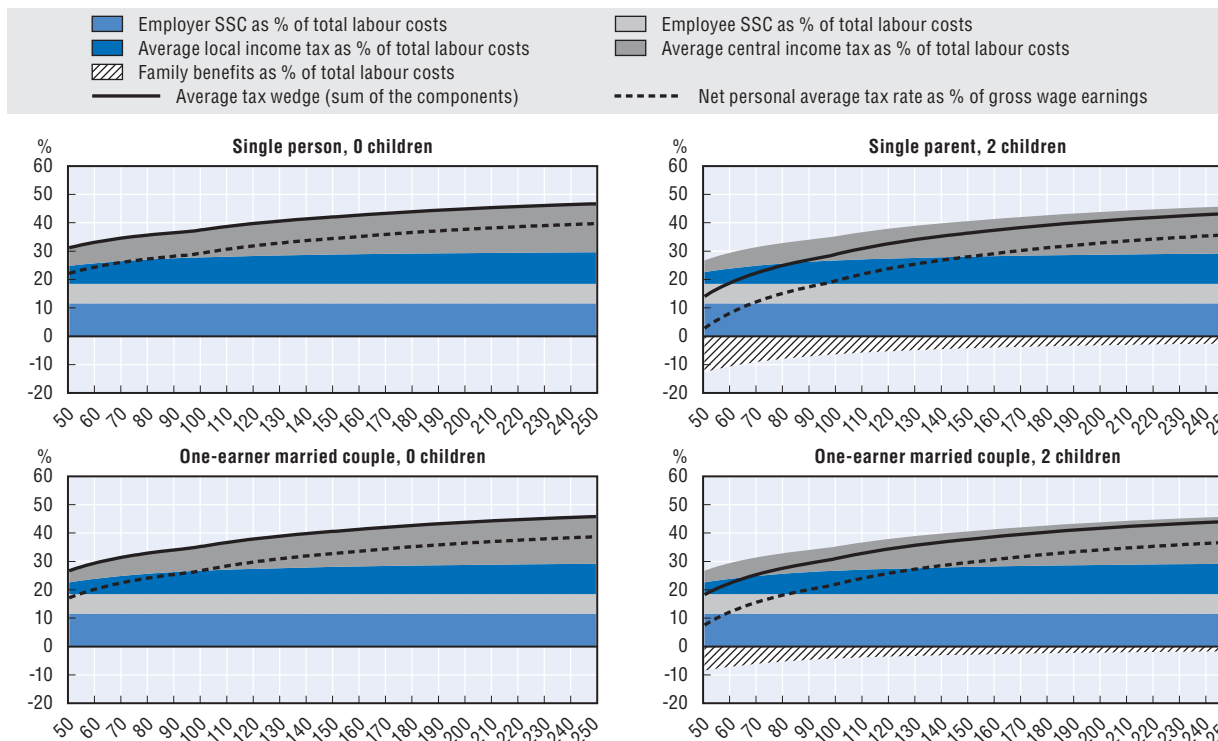 Employer SSC as % of total labour costs
Employee SSC as % of total labour costs
Average local income tax as % of total labour costs
Average central income tax as % of total labour costs
Family benefits as % of total labour costs
Average tax wedge (sum of the components)
Net personal average tax rate as % of gross wage earnings
%
Single person, 0 children
60
50
40
30
20
10
0
-10
-20
50 60 70 80 90 100 110 120 130 140 150 160 170 180 190 200 210 220 230 240 250
%
Single parent, 2 children
60
50
40
30
20
10
0
-10
-20
50 60 70 80 90 100 110 120 130 140 150 160 170 180 190 200 210 220 230 240
%
One-earner married couple, 0 children
60
50
40
30
20
10
0
-10
-20
50 60 70 80 90 100 110 120 130 140 150 160 170 180 190 200 210 220 230 240 250
%
One-earner married couple, 2 children
60
50
40
30
20
10
0
-10
-20
50 60 70 80 90 100 110 120 130 140 150 160 170 180 190 200 210 220 230 240